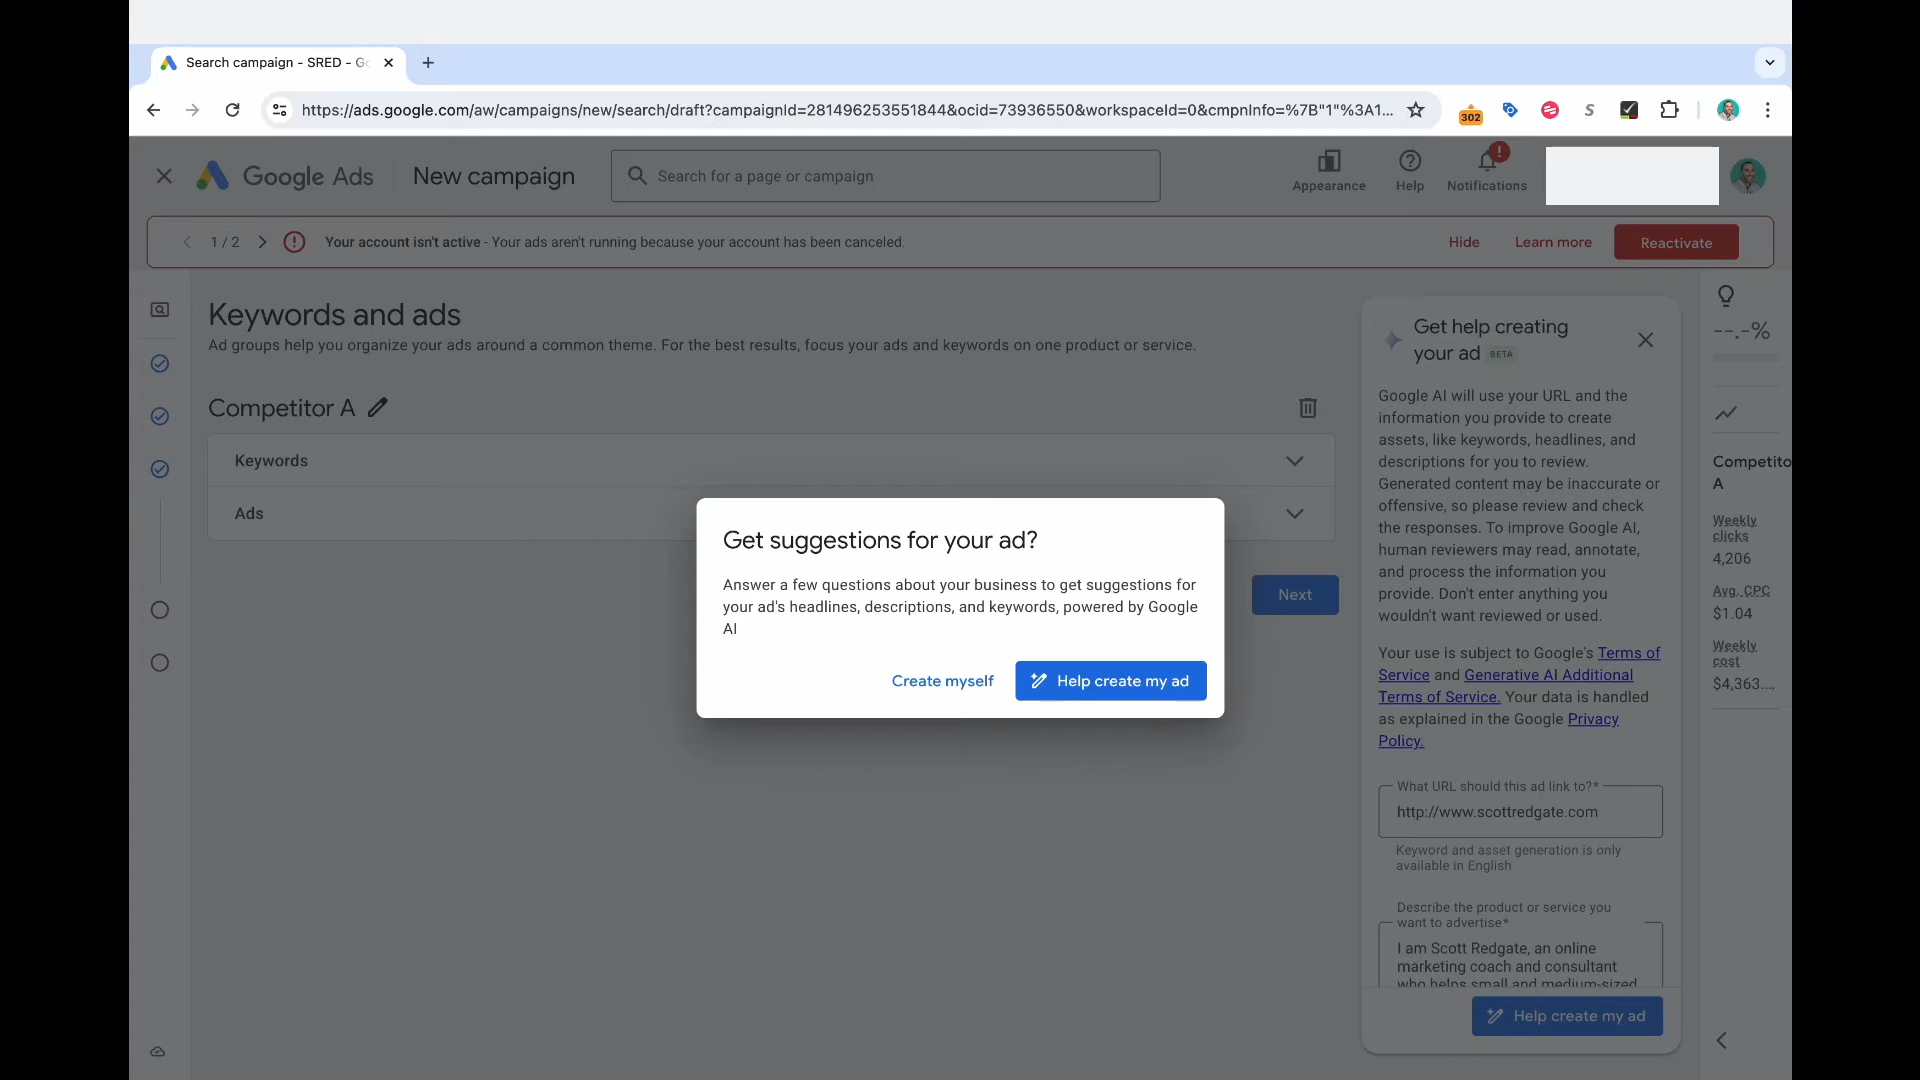 Search campaign - SRED - Go
https://ads.google.com/aw/campaigns/new/search/draft?campaignId=281496253551844&ocid=73936550&workspaceId=0&cmpnInfo=%7B"1"%3A1...
302
S
Google Ads
New campaign
Search for a page or campaign
Appearance
Help
Notifications
!
1 / 2
Your account isn't active - Your ads aren't running because your account has been canceled.
Hide
Learn more
Reactivate
Keywords and ads
Ad groups help you organize your ads around a common theme. For the best results, focus your ads and keywords on one product or service.
Competitor A
Keywords
Ads
Next
Get suggestions for your ad?
Answer a few questions about your business to get suggestions for
your ad's headlines, descriptions, and keywords, powered by Google
AI
Create myself
Help create my ad
Get help creating
your ad BETA
Google AI will use your URL and the
information you provide to create
assets, like keywords, headlines, and
descriptions for you to review.
Generated content may be inaccurate or
offensive, so please review and check
the responses. To improve Google AI,
human reviewers may read, annotate,
and process the information you
provide. Don't enter anything you
wouldn't want reviewed or used.
Your use is subject to Google's Terms of
Service and Generative AI Additional
Terms of Service. Your data is handled
as explained in the Google Privacy
Policy.
What URL should this ad link to?*
http://www.scottredgate.com
Keyword and asset generation is only
available in English
Describe the product or service you
want to advertise*
I am Scott Redgate, an online
marketing coach and consultant
who helps small and medium-sized
Help create my ad
--.-%
Competito
A
Weekly
clicks
4,206
Avg. CPC
$1.04
Weekly
cost
$4,363....